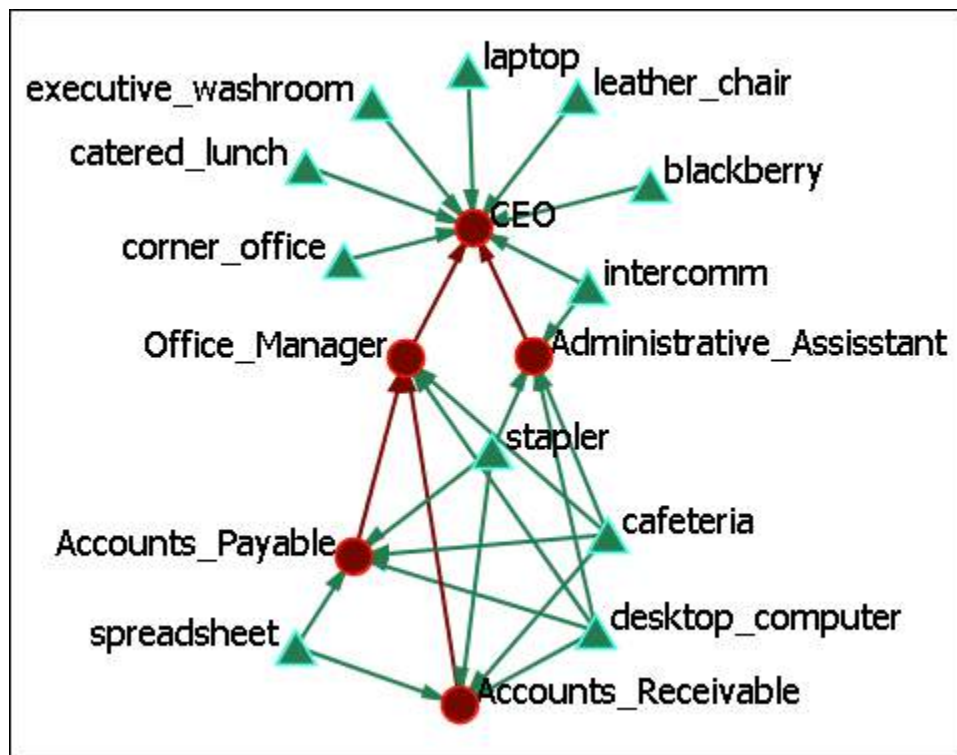 laptop
executive_washroom
leather_chair
catered_lunch
blackberry
CEO
corner_office
intercomm
Office_Manager
Administrative_Assisstant
stapler
cafeteria
Accounts_Payable
desktop_computer
spreadsheet
Accounts_Receivable